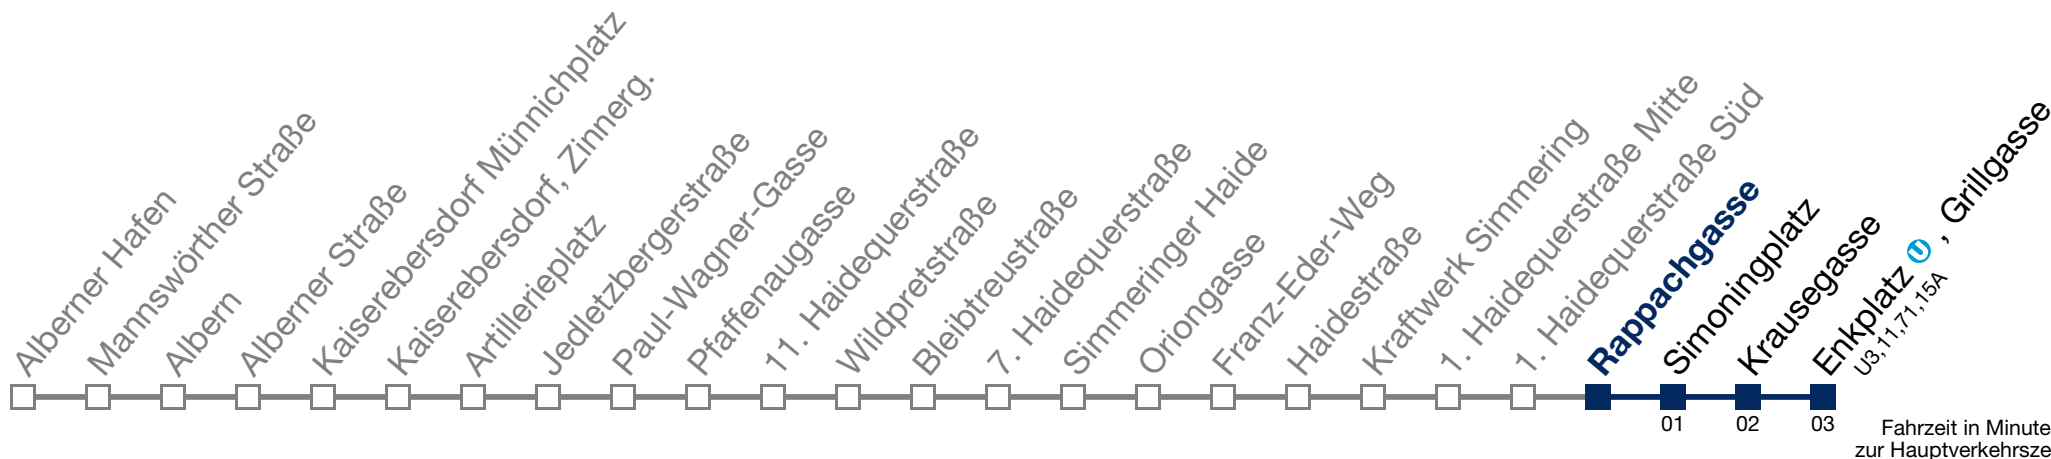 Alberner Hafen
Mannswörther Straße
Albern
Alberner Straße
Kaiserebersdorf Münnichplatz
Kaiserebersdorf, Zinnerg.
Artillerieplatz
Jedletzbergerstraße
Paul-Wagner-Gasse
Pfaffenaugasse
11. Haidequerstraße
Wildpretstraße
Bleibtreustraße
7. Haidequerstraße
Simmeringer Haide
Oriongasse
Franz-Eder-Weg
Haidestraße
Kraftwerk Simmering
1. Haidequerstraße Mitte
1. Haidequerstraße Süd
Rappachgasse
Simoningplatz
Krausegasse
Enkplatz U , Grillgasse
U3,11,71,15A
01
02
03
Fahrzeit in Minute
zur Hauptverkehrsze